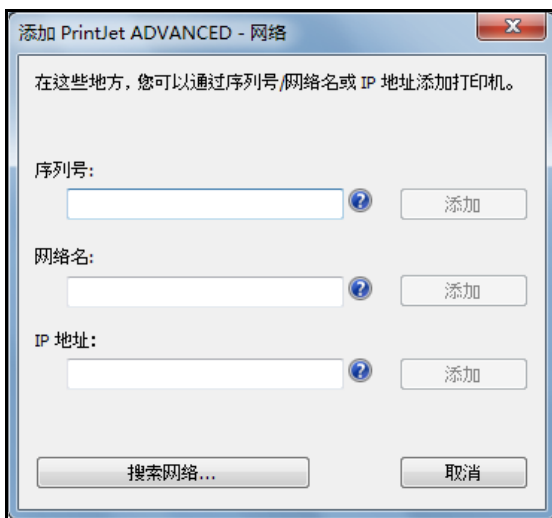 添加 PrintJet ADVANCED - 网络
在这些地方，您可以通过序列号/网络名或 IP 地址添加打印机。
序列号:
添加
网络名:
添加
IP 地址：
添加
搜索网络...
取消